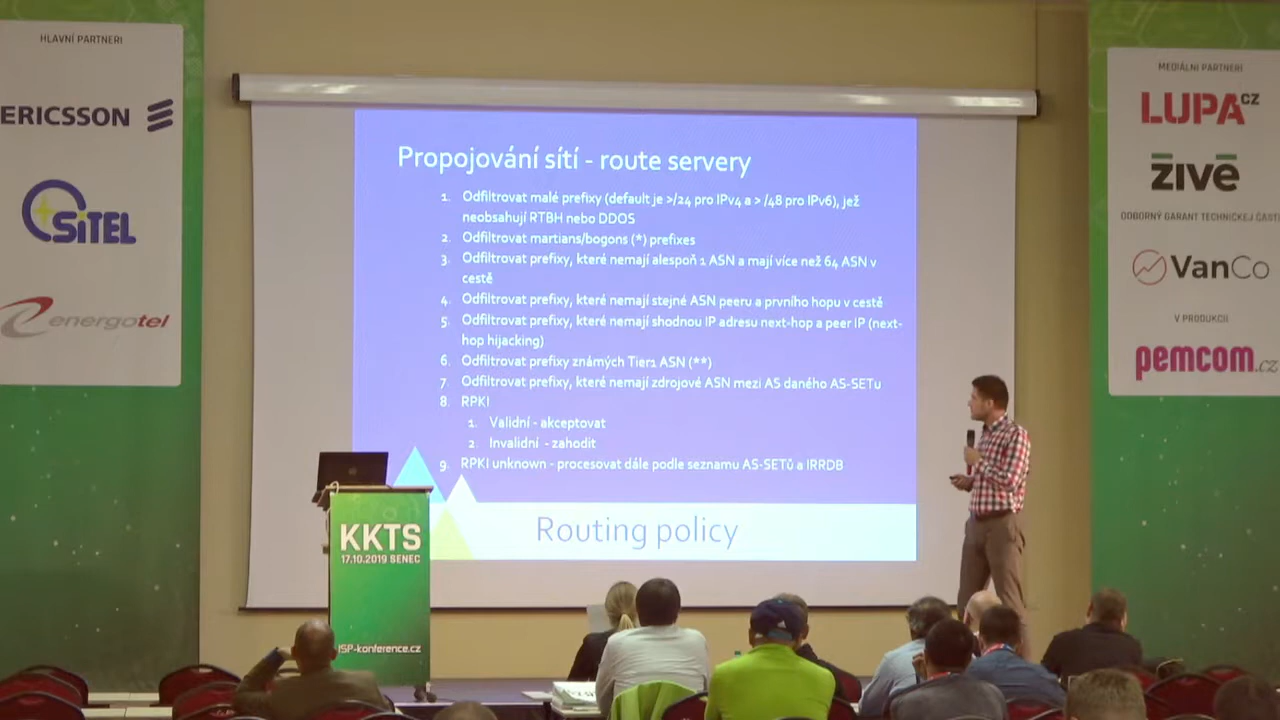 HLAVNÍ PARTNERI
ERICSSON
SITEL
energotel
Propojování sítí - route servery
1. Odfiltrovat malé prefixy (default je >/24 pro IPv4 a > /48 pro IPv6), jež
neobsahují RTBH nebo DDOS
2. Odfiltrovat martians/bogons (*) prefixes
3. Odfiltrovat prefixy, které nemají alespoň 1 ASN a mají více než 64 ASN v
cestě
4. Odfiltrovat prefixy, které nemají stejné ASN peeru a prvního hopu v cestě
5. Odfiltrovat prefixy, které nemají shodnou IP adresu next-hop a peer IP (next-
hop hijacking)
6. Odfiltrovat prefixy známých Tier1 ASN (**)
7. Odfiltrovat prefixy, které nemají zdrojové ASN mezi AS daného AS-SETu
8. RPKI
1. Validní - akceptovat
2. Invalidní - zahodit
9. RPKI unknown - procesovat dále podle seznamu AS-SETů a IRRDB
Routing policy
KKTS
17.10.2019 SENEC
ISP-konference.cz
MEDIÁLNI PARTNERI
LUPA.CZ
živě
ODBORNÝ GARANT TECHNICKEJ ČASTI
VanCo
V PRODUKCII
pemcom.cz